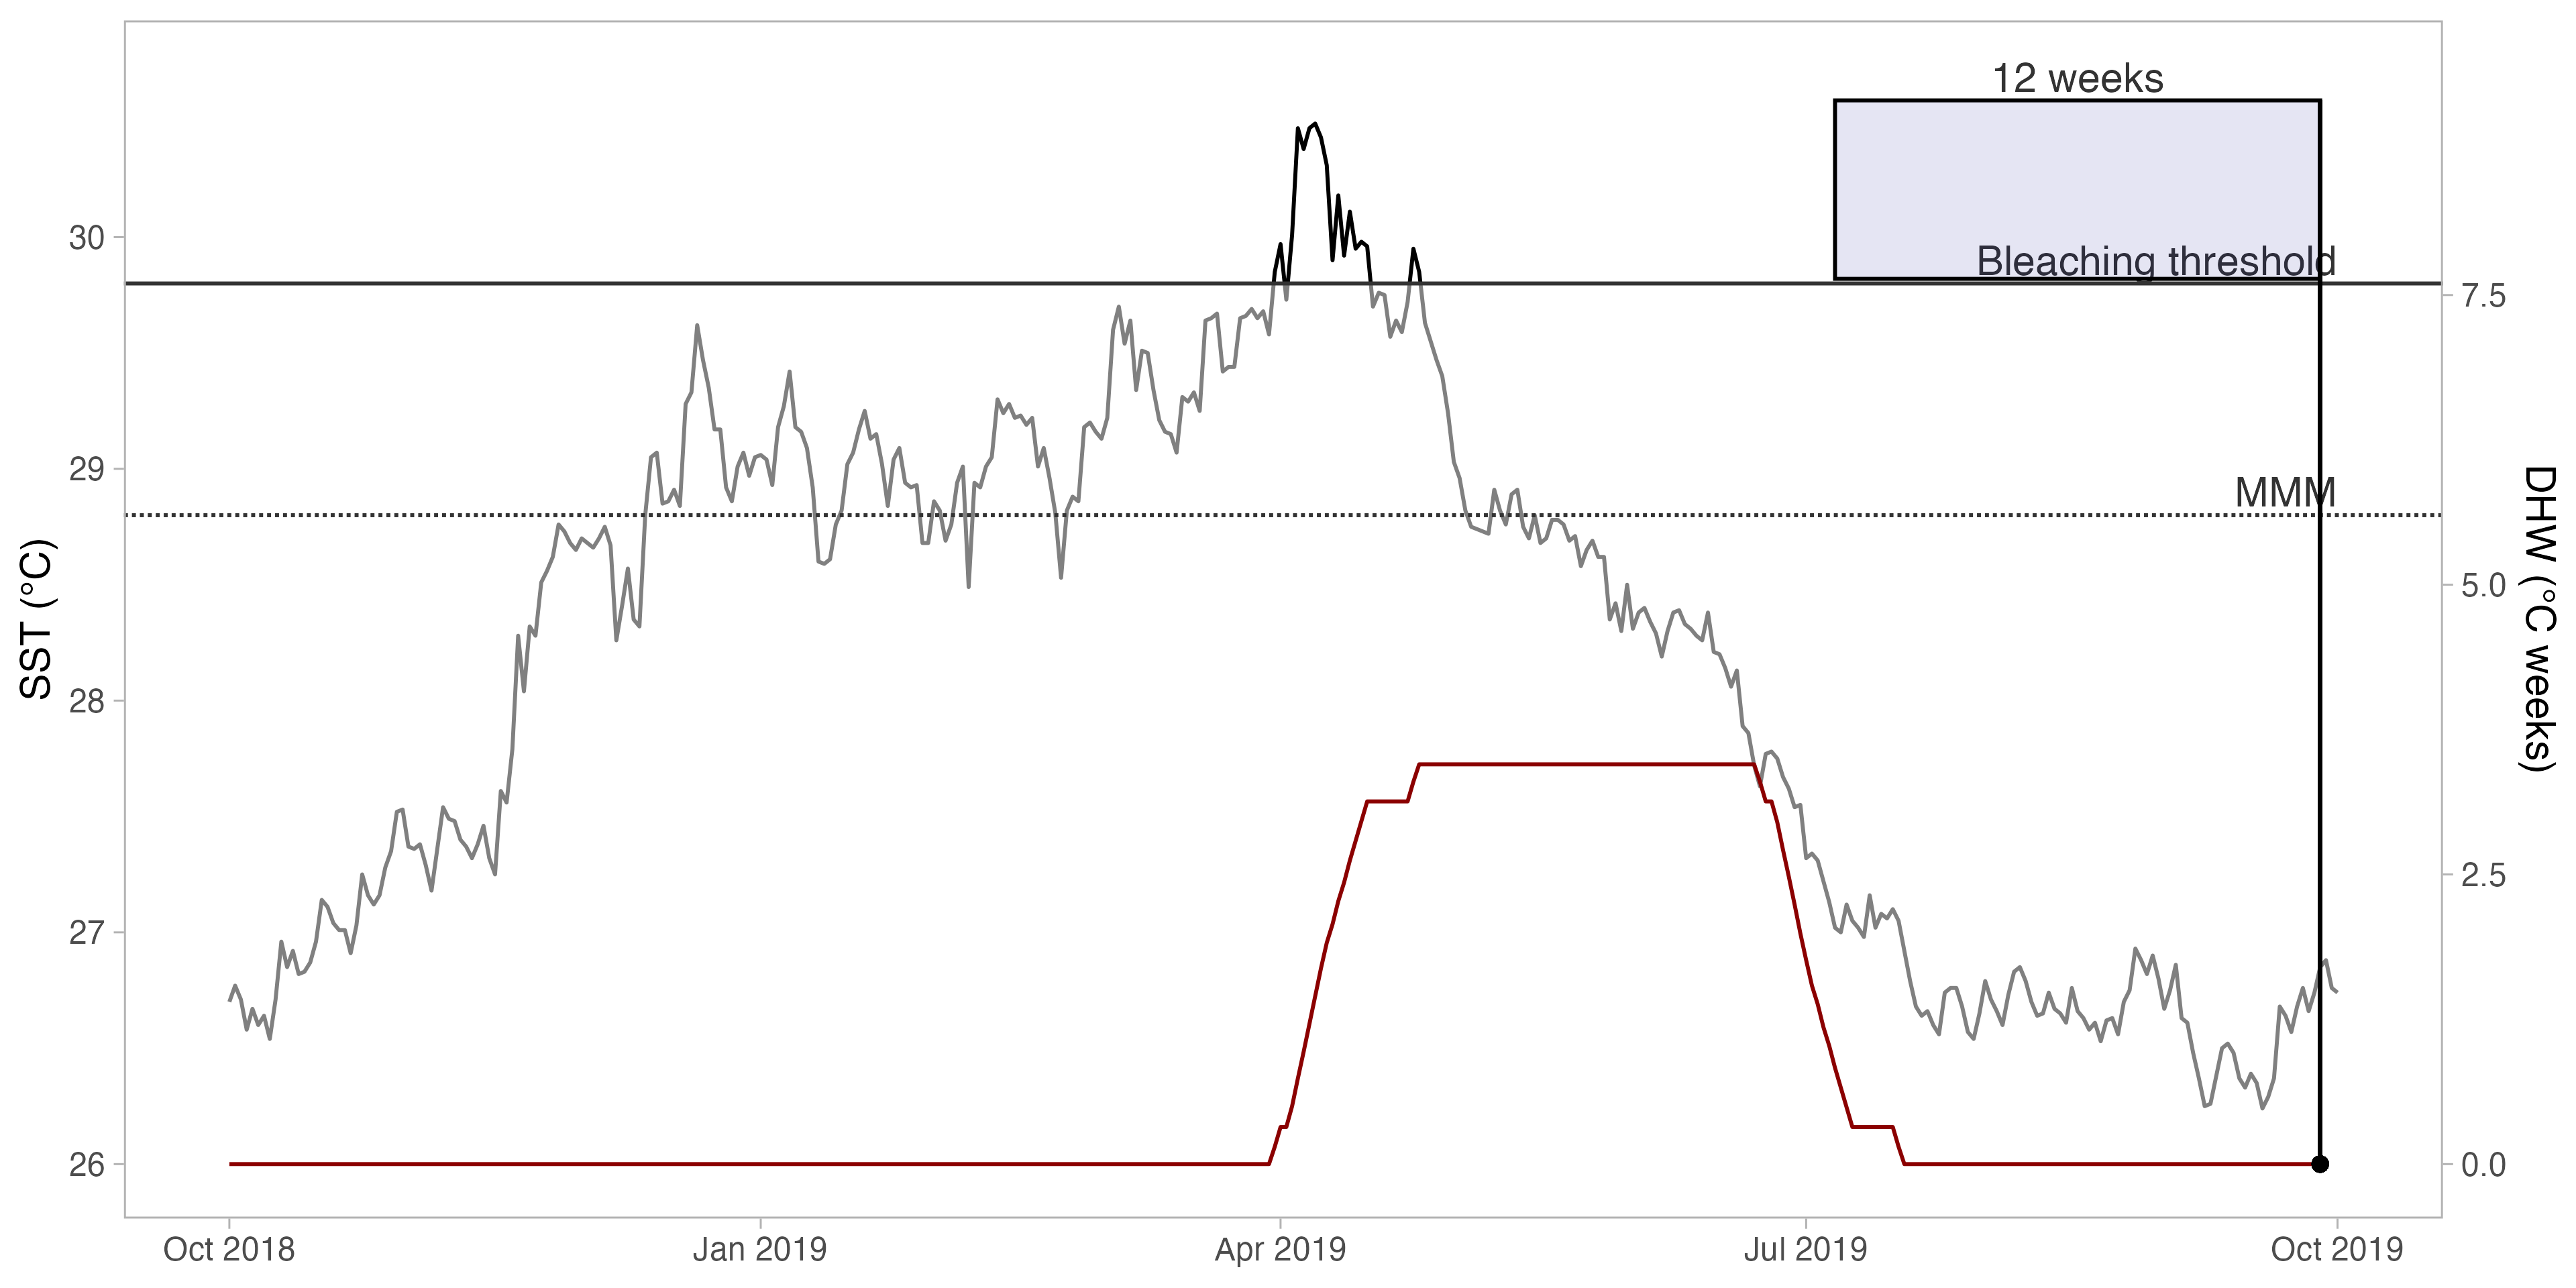 12 weeks
Bleaching threshold
MMM
SST (°C)
30
29
28
27
26
DHW (°C weeks)
7.5
5.0
2.5
0.0
Oct 2018
Jan 2019
Apr 2019
Jul 2019
Oct 2019